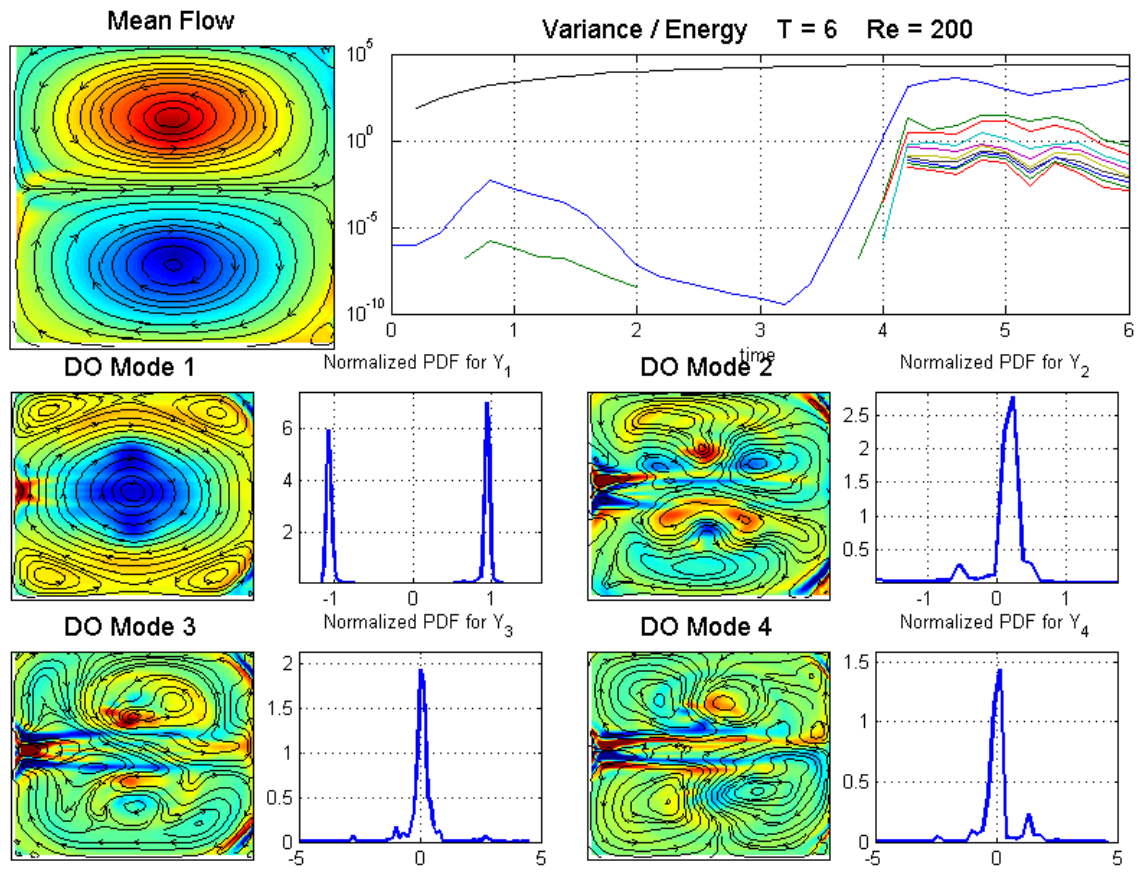 Mean Flow
Variance / Energy T = 6 Re = 200
10^5
10^0
10^-5
10^-10
0 1 2 3 4 5 6
time
DO Mode 1
Normalized PDF for Y_1
DO Mode 2
Normalized PDF for Y_2
6
4
2
-1 0 1
2.5
2
1.5
1
0.5
-1 0 1
DO Mode 3
Normalized PDF for Y_3
DO Mode 4
Normalized PDF for Y_4
2
1.5
1
0.5
0
-5 0 5
1.5
1
0.5
0
-5 0 5